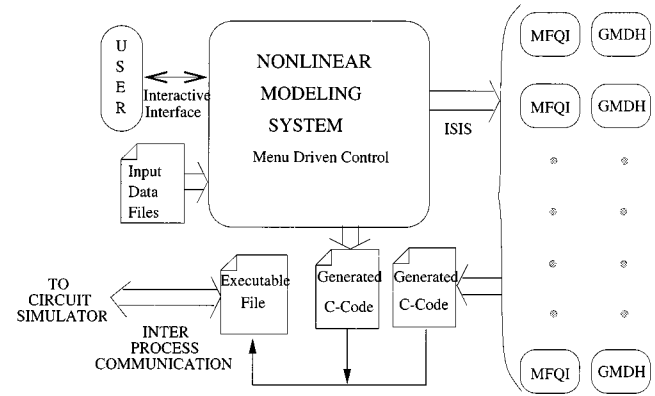 U
S
E
R
Interactive
Interface
Input
Data
Files
NONLINEAR
MODELING
SYSTEM
Menu Driven Control
ISIS
MFQI GMDH
MFQI GMDH
MFQI GMDH
Executable
File
Generated
C-Code
Generated
C-Code
TO
CIRCUIT
SIMULATOR
INTER
PROCESS
COMMUNICATION